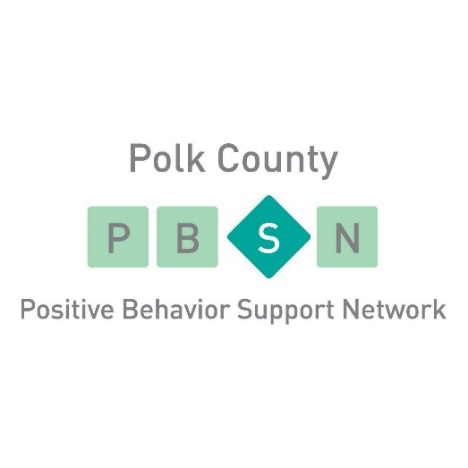 Polk County
P B S N
Positive Behavior Support Network